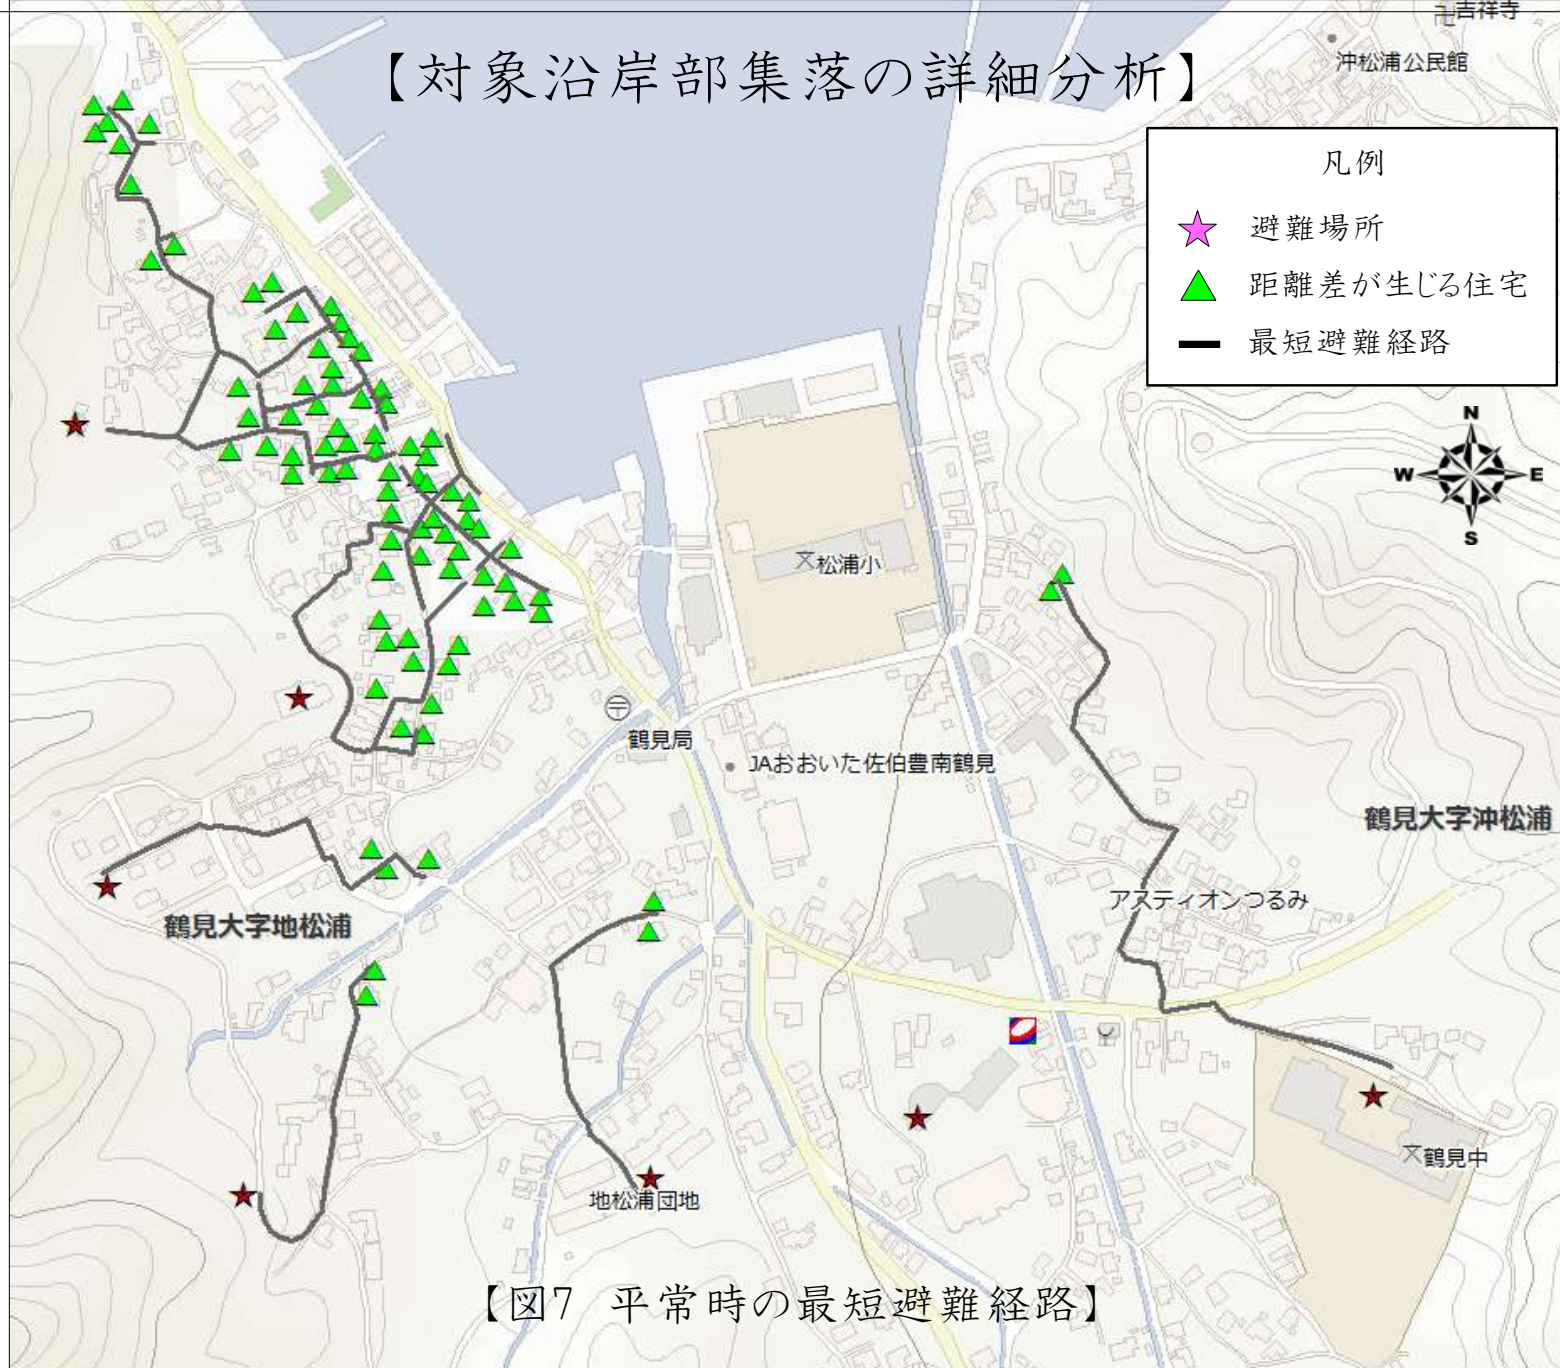 卍吉祥寺
沖松浦公民館
【対象沿岸部集落の詳細分析】
凡例
避難場所
距離差が生じる住宅
最短避難経路
N
W E
S
文松浦小
鶴見局
JAおおいた佐伯豊南鶴見
鶴見大字沖松浦
アスティオンつるみ
鶴見大字地松浦
文鶴見中
地松浦団地
【図7 平常時の最短避難経路】